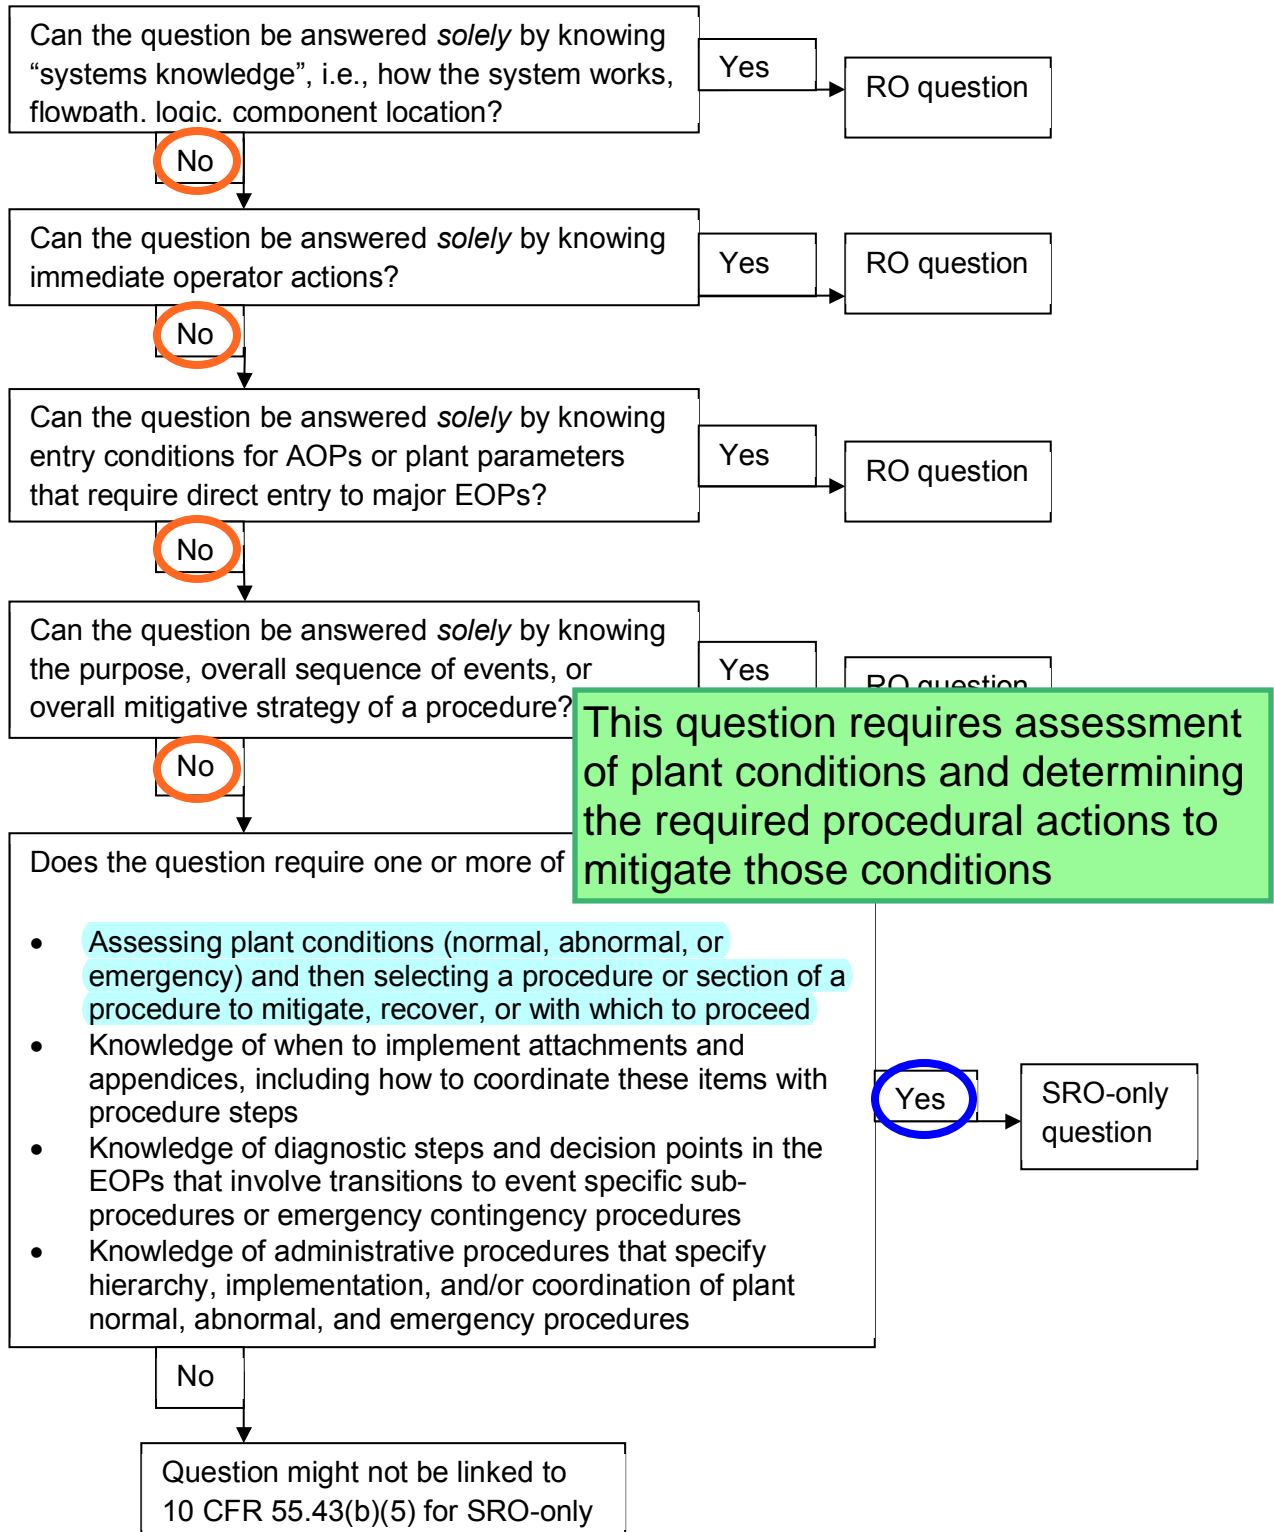 Can the question be answered solely by knowing
“systems knowledge”, i.e., how the system works,
flowpath, logic, component location?
Yes
RO question
No
Can the question be answered solely by knowing
immediate operator actions?
Yes
RO question
No
Can the question be answered solely by knowing
entry conditions for AOPs or plant parameters
that require direct entry to major EOPs?
Yes
RO question
No
Can the question be answered solely by knowing
the purpose, overall sequence of events, or
overall mitigative strategy of a procedure?
Yes
RO question
No
This question requires assessment
of plant conditions and determining
the required procedural actions to
mitigate those conditions
Does the question require one or more of
• Assessing plant conditions (normal, abnormal, or
emergency) and then selecting a procedure or section of a
procedure to mitigate, recover, or with which to proceed
• Knowledge of when to implement attachments and
appendices, including how to coordinate these items with
procedure steps
• Knowledge of diagnostic steps and decision points in the
EOPs that involve transitions to event specific sub-
procedures or emergency contingency procedures
• Knowledge of administrative procedures that specify
hierarchy, implementation, and/or coordination of plant
normal, abnormal, and emergency procedures
Yes
SRO-only
question
No
Question might not be linked to
10 CFR 55.43(b)(5) for SRO-only